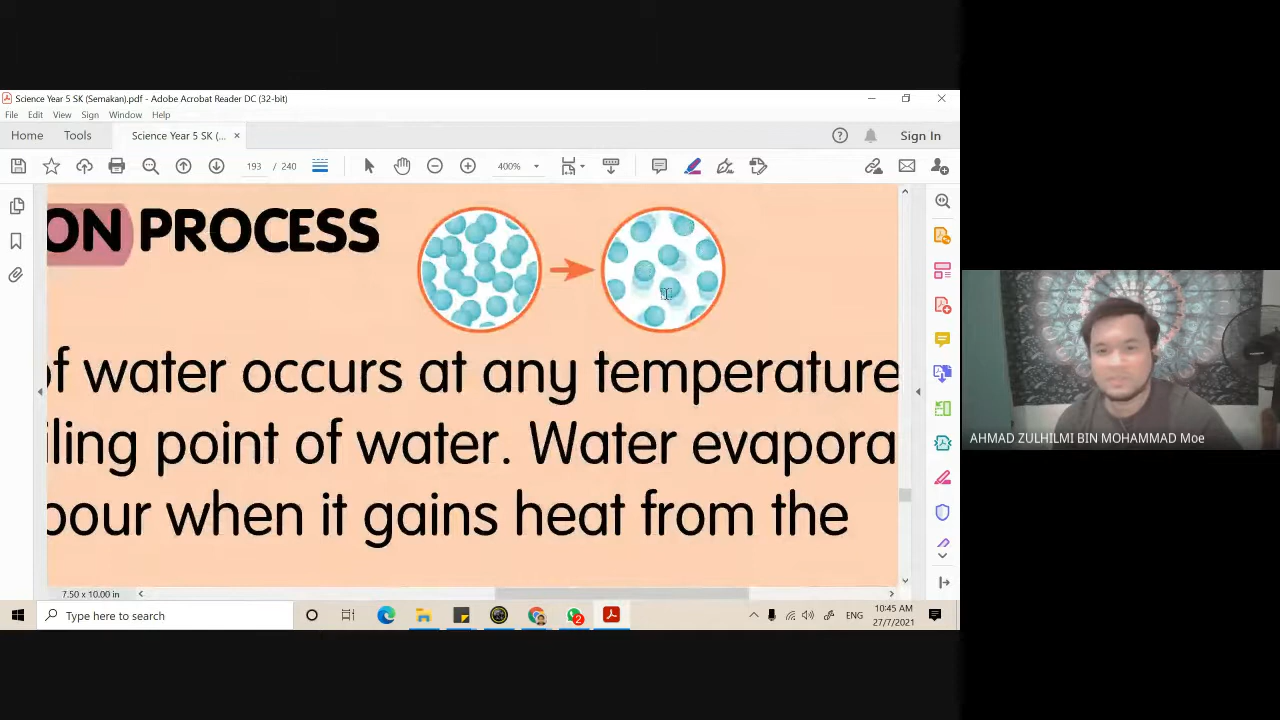 Science Year 5 SK (Semakan).pdf - Adobe Acrobat Reader DC (32-bit)
File Edit View Sign Window Help
Home Tools Science Year 5 SK (... × Sign In
193 / 240 400%
ON PROCESS
of water occurs at any temperature
iling point of water. Water evapora
pour when it gains heat from the
7.50 x 10.00 in
AHMAD ZULHILMI BIN MOHAMMAD Moe
Type here to search
2
ENG
10:45 AM
27/7/2021